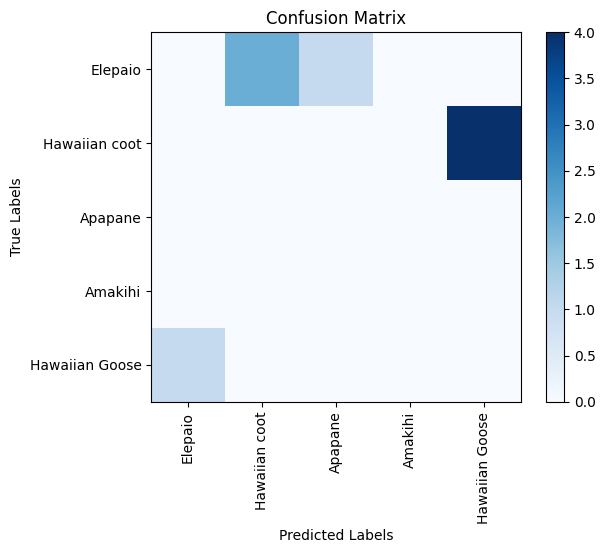 Confusion Matrix
True Labels
Elepaio
Hawaiian coot
Apapane
Amakihi
Hawaiian Goose
Elepaio
Hawaiian coot
Apapane
Amakihi
Hawaiian Goose
Predicted Labels
4.0
3.5
3.0
2.5
2.0
1.5
1.0
0.5
0.0